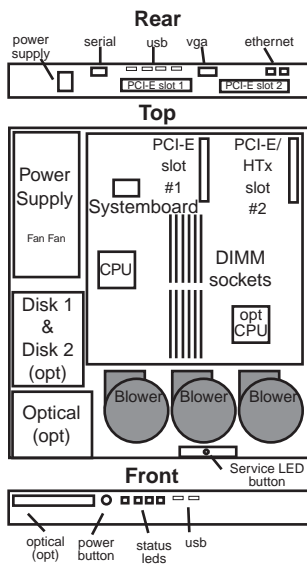 Rear
power
supply
serial
usb
vga
ethernet
PCI-E slot 1
PCI-E slot 2
Top
Power
Supply
Fan Fan
PCI-E
slot
#1
PCI-E/
HTx
slot
#2
Systemboard
CPU
DIMM
sockets
opt
CPU
Disk 1
&
Disk 2
(opt)
Optical
(opt)
Blower
Blower
Blower
Service LED
button
Front
optical
(opt)
power
button
status
leds
usb